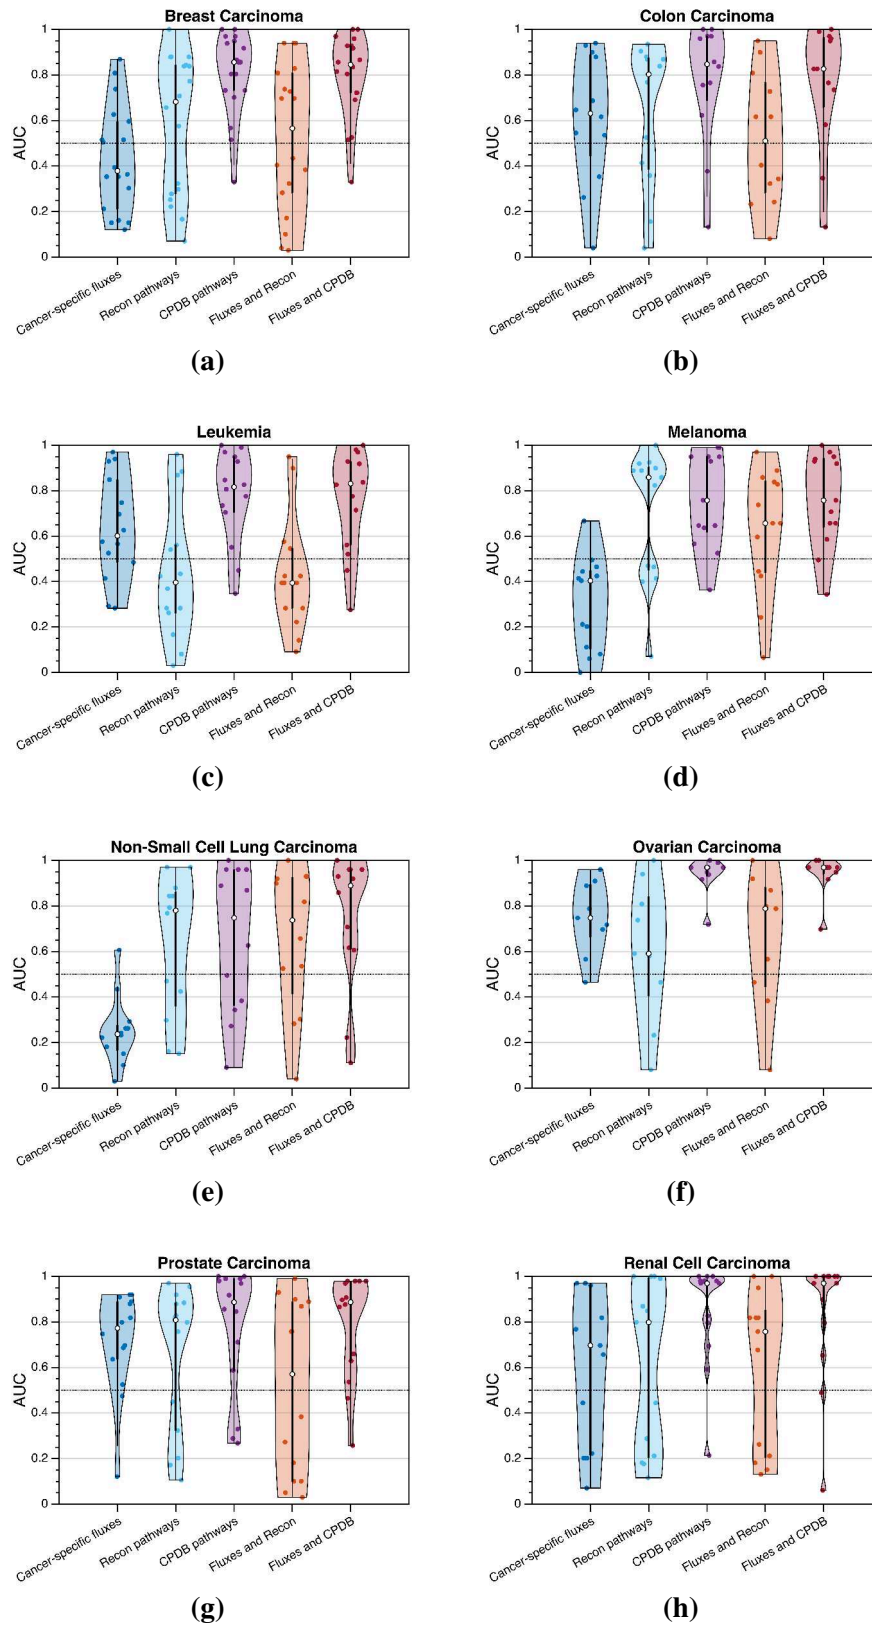 Breast Carcinoma
1
0.8
0.6
0.4
0.2
0
AUC
Cancer-specific fluxes
Recon pathways
CPDB pathways
Fluxes and Recon
Fluxes and CPDB
(a)
Colon Carcinoma
1
0.8
0.6
0.4
0.2
0
AUC
Cancer-specific fluxes
Recon pathways
CPDB pathways
Fluxes and Recon
Fluxes and CPDB
(b)
Leukemia
1
0.8
0.6
0.4
0.2
0
AUC
Cancer-specific fluxes
Recon pathways
CPDB pathways
Fluxes and Recon
Fluxes and CPDB
(c)
Melanoma
1
0.8
0.6
0.4
0.2
0
AUC
Cancer-specific fluxes
Recon pathways
CPDB pathways
Fluxes and Recon
Fluxes and CPDB
(d)
Non-Small Cell Lung Carcinoma
1
0.8
0.6
0.4
0.2
0
AUC
Cancer-specific fluxes
Recon pathways
CPDB pathways
Fluxes and Recon
Fluxes and CPDB
(e)
Ovarian Carcinoma
1
0.8
0.6
0.4
0.2
0
AUC
Cancer-specific fluxes
Recon pathways
CPDB pathways
Fluxes and Recon
Fluxes and CPDB
(f)
Prostate Carcinoma
1
0.8
0.6
0.4
0.2
0
AUC
Cancer-specific fluxes
Recon pathways
CPDB pathways
Fluxes and Recon
Fluxes and CPDB
(g)
Renal Cell Carcinoma
1
0.8
0.6
0.4
0.2
0
AUC
Cancer-specific fluxes
Recon pathways
CPDB pathways
Fluxes and Recon
Fluxes and CPDB
(h)